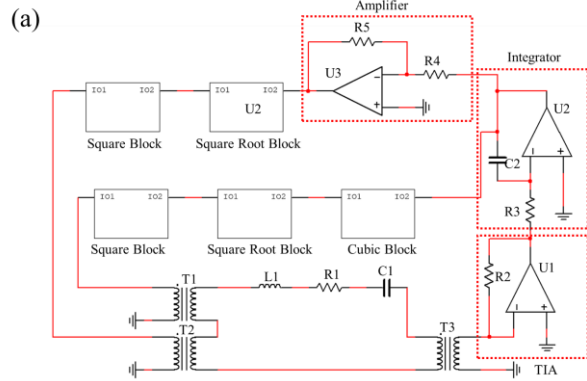 (a)
Amplifier
R5
R4
U3
Integrator
IO1 IO2
IO1 IO2
U2
U2
Square Block
Square Root Block
C2
IO1 IO2
IO1 IO2
IO1 IO2
R3
Square Block
Square Root Block
Cubic Block
T1
L1
R1
C1
R2
U1
T2
T3
TIA